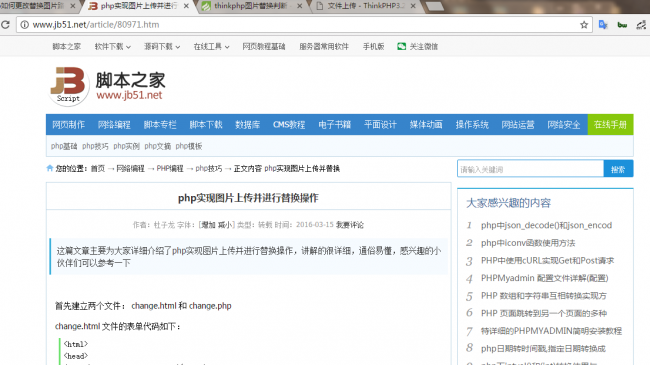 如何更改替换图片路
php实现图片上传并进行
thinkphp图片替换判断
文件上传 - ThinkPHP3.
www.jb51.net/article/80971.htm
脚本之家 软件下载 源码下载 在线工具 网页教程基础 服务器常用软件 手机版 关注微信
JB Script
脚本之家
www.jb51.net
网页制作 网络编程 脚本专栏 脚本下载 数据库 CMS教程 电子书籍 平面设计 媒体动画 操作系统 网站运营 网络安全 在线手册
php基础 php技巧 php实例 php文摘 php模板
您的位置：首页 → 网络编程 → PHP编程 → php技巧 → 正文内容 php实现图片上传并替换
请输入关键词 搜索
php实现图片上传并进行替换操作
作者：杜子龙 字体：[增加 减小] 类型：转载 时间：2016-03-15 我要评论
这篇文章主要为大家详细介绍了php实现图片上传并进行替换操作，讲解的很详细，通俗易懂，感兴趣的小
伙伴们可以参考一下
首先建立两个文件： change.html 和 change.php
change.html 文件的表单代码如下：
<html>
<head>
大家感兴趣的内容
1 php中json_decode()和json_encod
2 php中iconv函数使用方法
3 PHP中使用cURL实现Get和Post请求
4 PHPMyadmin 配置文件详解(配置)
5 PHP 数组和字符串互相转换实现方
6 PHP 页面跳转到另一个页面的多种
7 特详细的PHPMYADMIN简明安装教程
8 php日期转时间戳,指定日期转换成